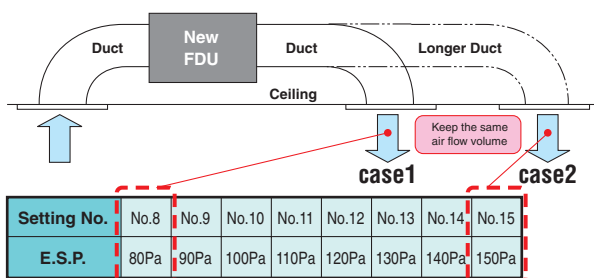 New
FDU
Duct
Duct
Longer Duct
Ceiling
Keep the same
air flow volume
case1
case2
Setting No. No.8 No.9 No.10 No.11 No.12 No.13 No.14 No.15
E.S.P. 80Pa 90Pa 100Pa 110Pa 120Pa 130Pa 140Pa 150Pa